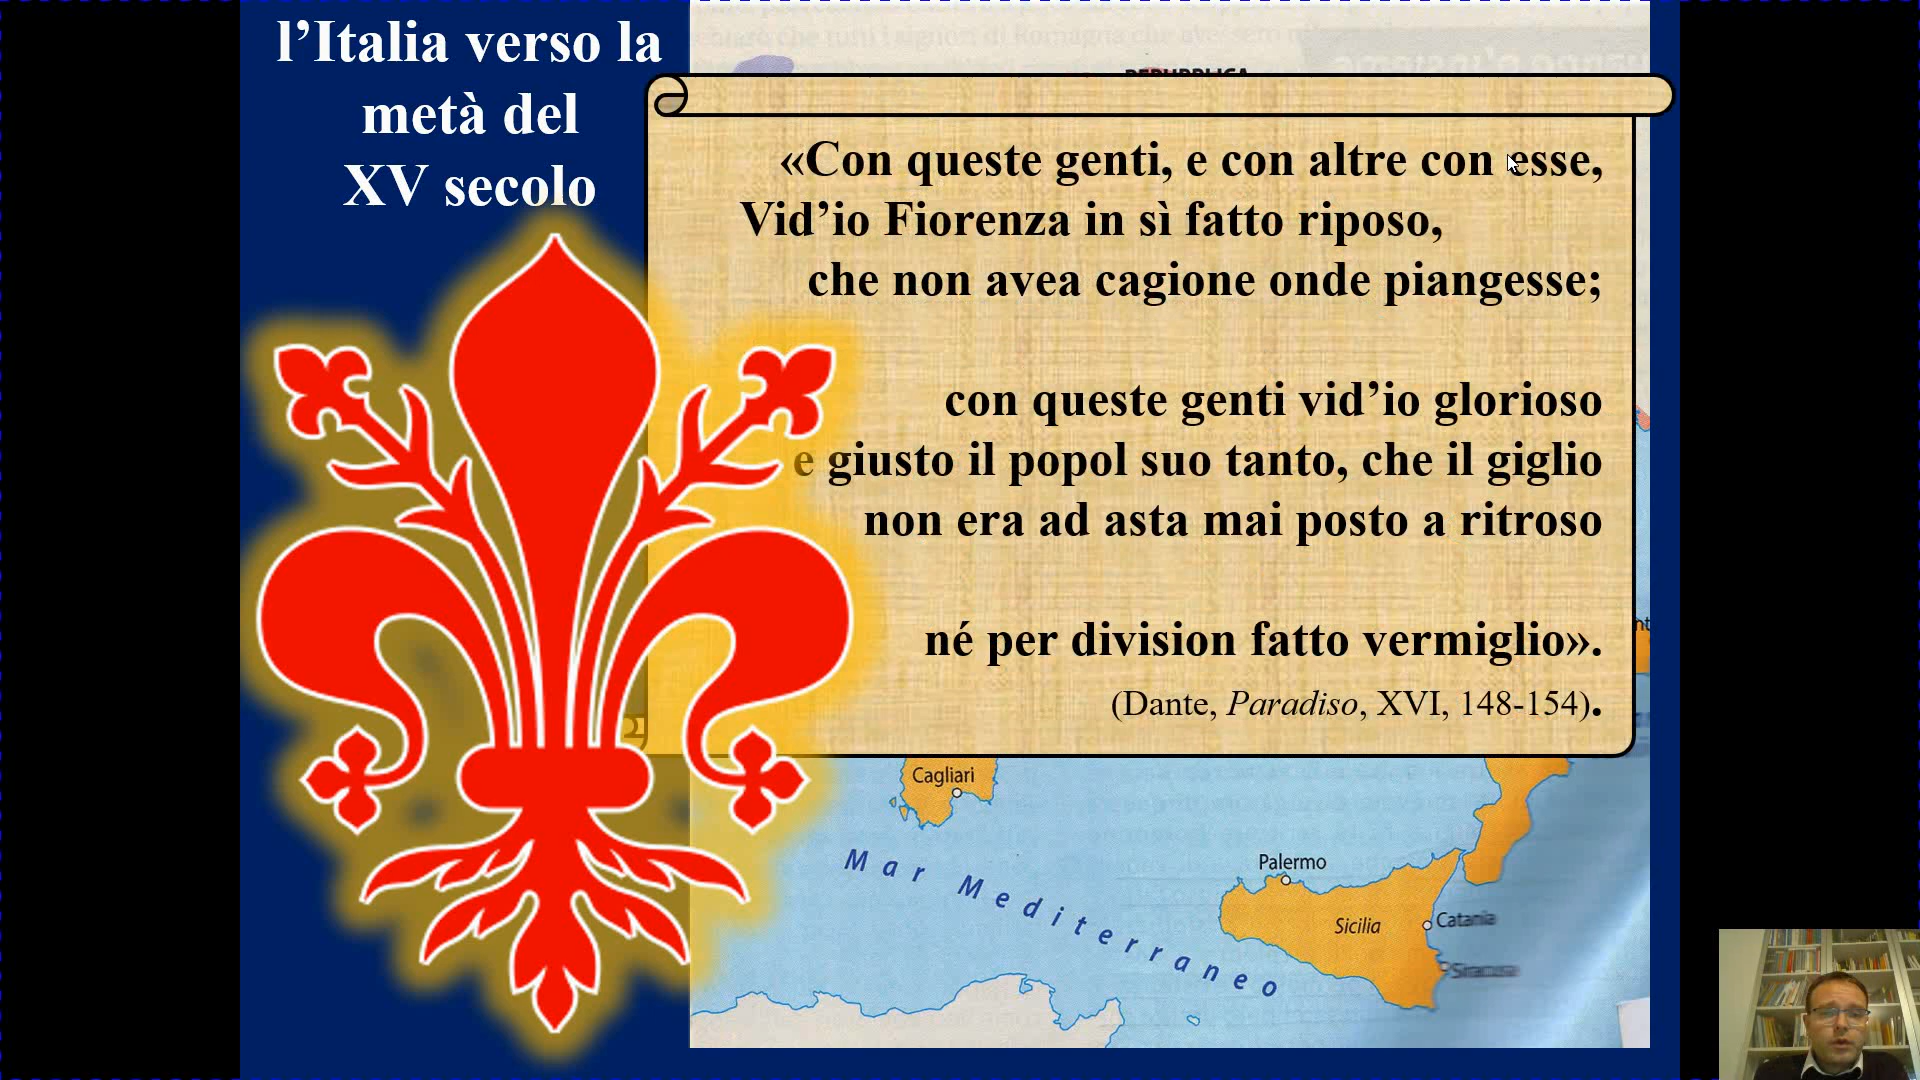 l’Italia verso la
metà del
XV secolo
REPUBBLICA
«Con queste genti, e con altre con esse,
Vid’io Fiorenza in sì fatto riposo,
che non avea cagione onde piangesse;
con queste genti vid’io glorioso
e giusto il popol suo tanto, che il giglio
non era ad asta mai posto a ritroso
né per division fatto vermiglio».
(Dante, Paradiso, XVI, 148-154).
Cagliari
Mar Mediterraneo
Palermo
Sicilia
Catania
Siracusa